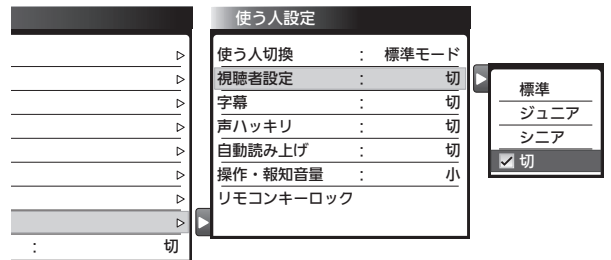 使う人設定
使う人切換 : 標準モード
視聴者設定 : 切
字幕 : 切
声ハッキリ : 切
自動読み上げ : 切
操作・報知音量 : 小
リモコンキーロック
: 切
標準
ジュニア
シニア
切